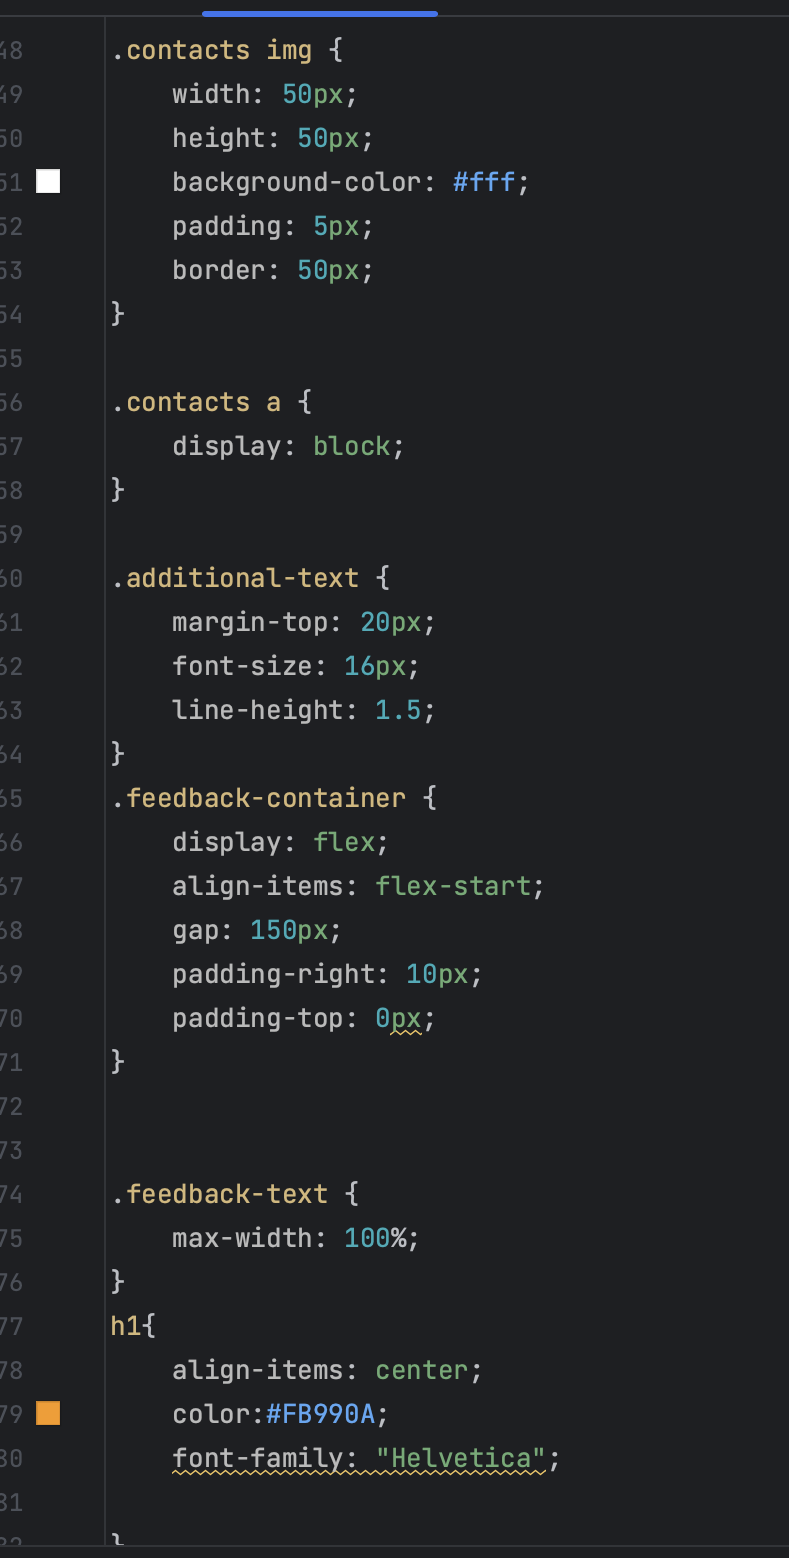 48 .contacts img {
49 width: 50px;
50 height: 50px;
51 background-color: #fff;
52 padding: 5px;
53 border: 50px;
54 }
55
56 .contacts a {
57 display: block;
58 }
59
60 .additional-text {
61 margin-top: 20px;
62 font-size: 16px;
63 line-height: 1.5;
64 }
65 .feedback-container {
66 display: flex;
67 align-items: flex-start;
68 gap: 150px;
69 padding-right: 10px;
70 padding-top: 0px;
71 }
72
73
74 .feedback-text {
75 max-width: 100%;
76 }
77 h1{
78 align-items: center;
79 color:#FB990A;
80 font-family: "Helvetica";
81
82 }